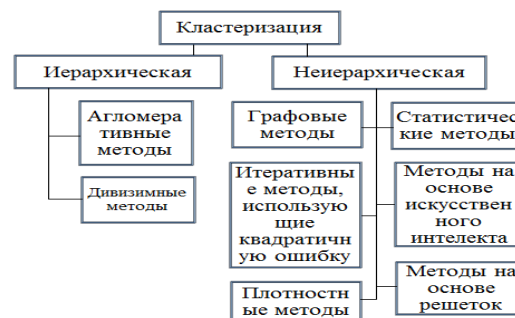 Кластеризация
Иерархическая
Неиерархическая
Агломера
тивные
методы
Дивизимные
методы
Графовые
методы
Статистичес
кие методы
Итеративны
е методы,
использую
щие
квадратичн
ую ошибку
Методы на
основе
искусствен
ного
интелекта
Плотностн
ые методы
Методы на
основе
решеток